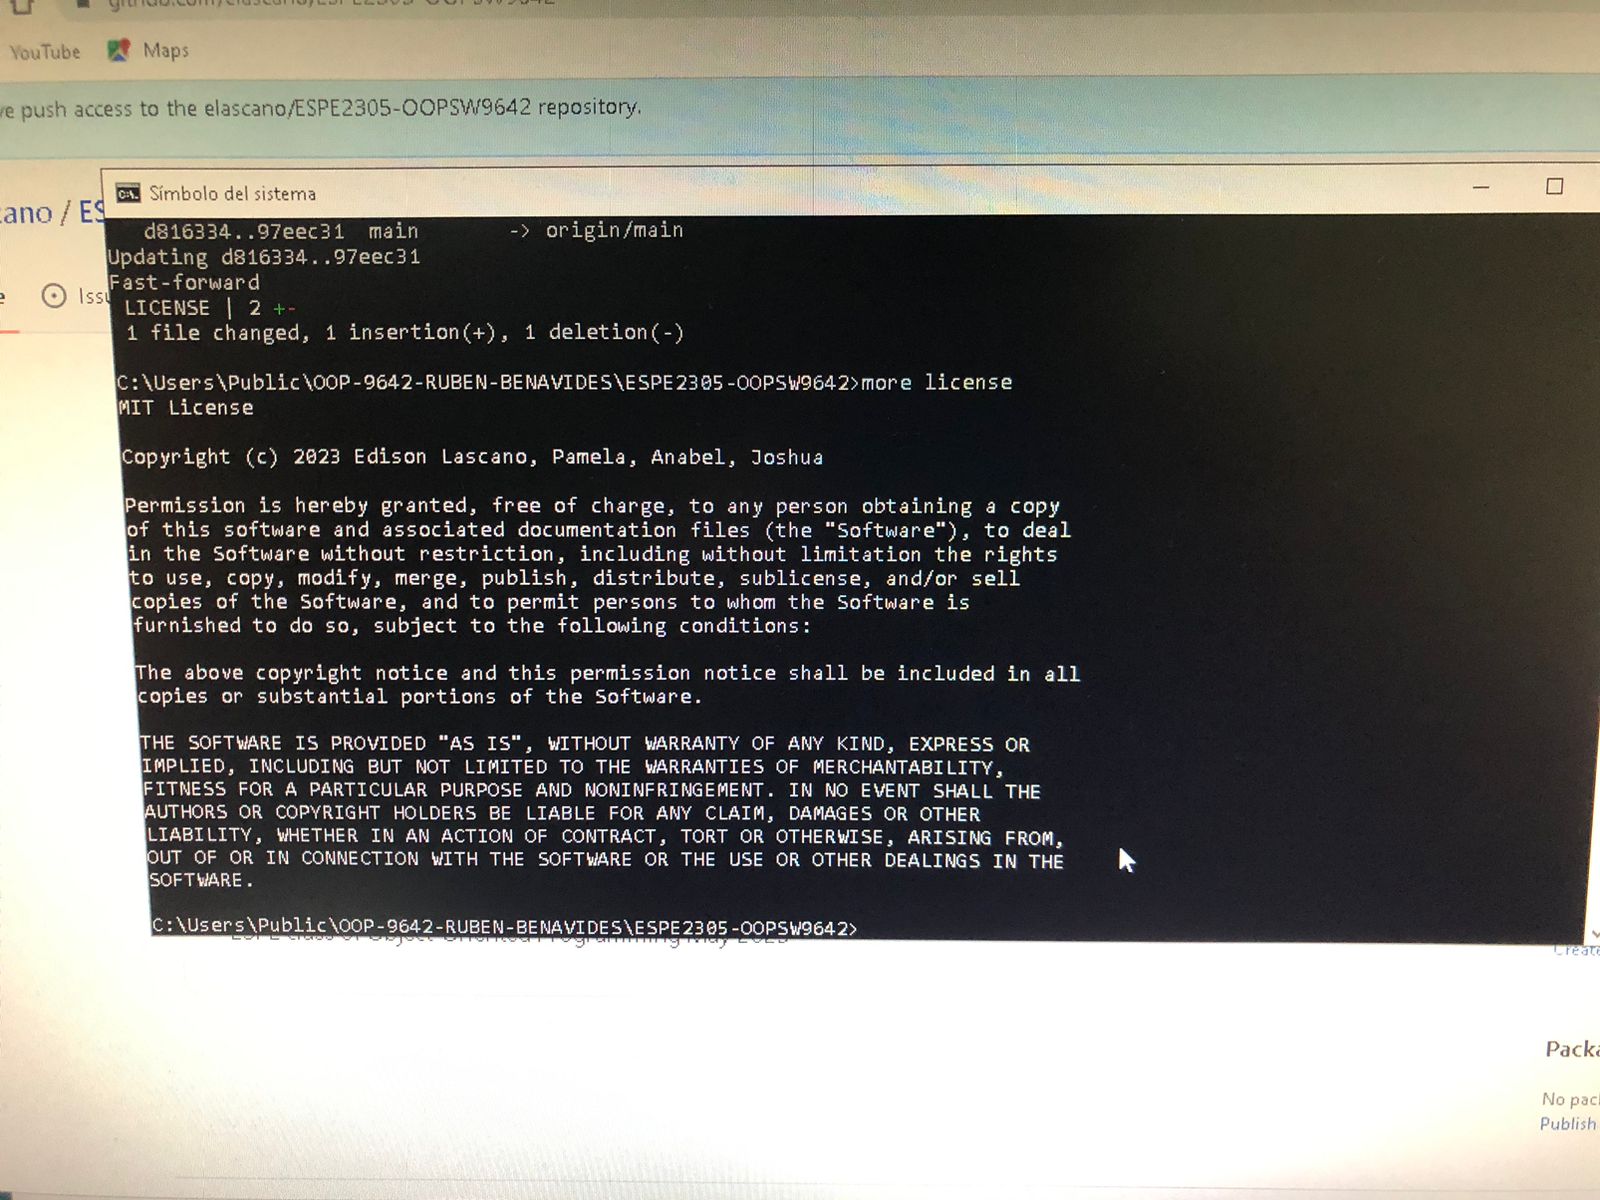 YouTube Maps
push access to the elascano/ESPE2305-OOPSW9642 repository.
Símbolo del sistema
d816334..97eec31  main       -> origin/main
Updating d816334..97eec31
Fast-forward
LICENSE | 2 +-
1 file changed, 1 insertion(+), 1 deletion(-)
C:\Users\Public\OOP-9642-RUBEN-BENAVIDES\ESPE2305-OOPSW9642>more license
MIT License
Copyright (c) 2023 Edison Lascano, Pamela, Anabel, Joshua
Permission is hereby granted, free of charge, to any person obtaining a copy
of this software and associated documentation files (the "Software"), to deal
in the Software without restriction, including without limitation the rights
to use, copy, modify, merge, publish, distribute, sublicense, and/or sell
copies of the Software, and to permit persons to whom the Software is
furnished to do so, subject to the following conditions:
The above copyright notice and this permission notice shall be included in all
copies or substantial portions of the Software.
THE SOFTWARE IS PROVIDED "AS IS", WITHOUT WARRANTY OF ANY KIND, EXPRESS OR
IMPLIED, INCLUDING BUT NOT LIMITED TO THE WARRANTIES OF MERCHANTABILITY,
FITNESS FOR A PARTICULAR PURPOSE AND NONINFRINGEMENT. IN NO EVENT SHALL THE
AUTHORS OR COPYRIGHT HOLDERS BE LIABLE FOR ANY CLAIM, DAMAGES OR OTHER
LIABILITY, WHETHER IN AN ACTION OF CONTRACT, TORT OR OTHERWISE, ARISING FROM,
OUT OF OR IN CONNECTION WITH THE SOFTWARE OR THE USE OR OTHER DEALINGS IN THE
SOFTWARE.
C:\Users\Public\OOP-9642-RUBEN-BENAVIDES\ESPE2305-OOPSW9642>
Packa
No pac
Publish